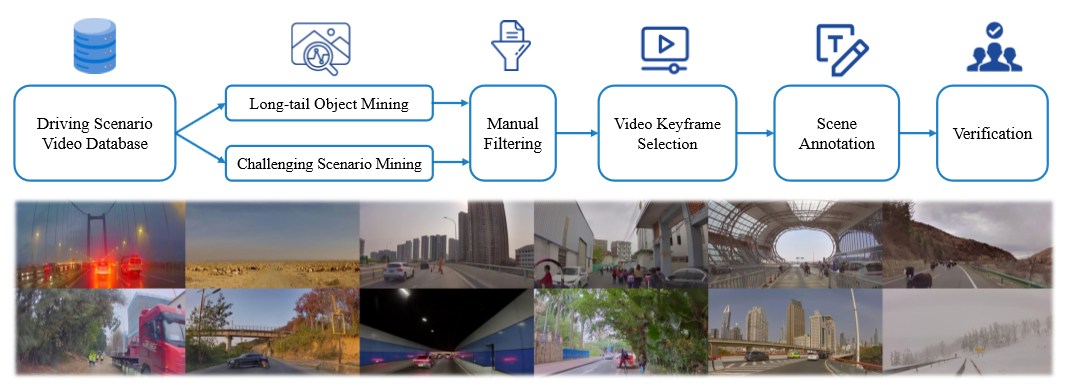 Driving Scenario
Video Database
Long-tail Object Mining
Challenging Scenario Mining
Manual
Filtering
Video Keyframe
Selection
T
Scene
Annotation
Verification